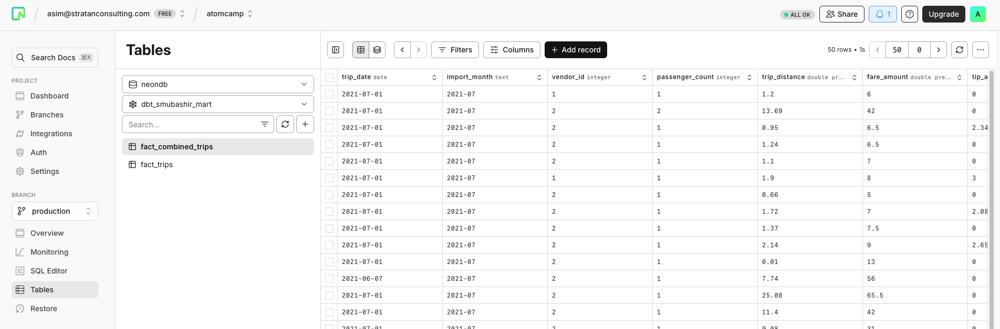 asim@stratanconsulting.com FREE atomcamp ALL OK Share 1 Upgrade A
Search Docs ⌘K
PROJECT
Dashboard
Branches
Integrations
Auth
Settings
BRANCH
production
Overview
Monitoring
SQL Editor
Tables
Restore
Tables
neondb
dbt_smubashir_mart
Search...
fact_combined_trips
fact_trips
Filters Columns + Add record 50 rows • 1s 50 0
trip_date date import_month text vendor_id integer passenger_count integer trip_distance double pr... fare_amount double pre... tip_a
2021-07-01 2021-07 1 1 1.2 6 0
2021-07-01 2021-07 2 2 13.69 42 0
2021-07-01 2021-07 2 1 0.95 6.5 2.34
2021-07-01 2021-07 2 1 1.24 6.5 0
2021-07-01 2021-07 2 1 1.1 7 0
2021-07-01 2021-07 1 1 1.9 8 3
2021-07-01 2021-07 2 1 0.66 5 0
2021-07-01 2021-07 2 1 1.72 7 2.08
2021-07-01 2021-07 2 1 1.37 7.5 0
2021-07-01 2021-07 2 1 2.14 9 2.65
2021-07-01 2021-07 2 1 0.01 13 0
2021-06-07 2021-07 2 1 7.74 56 0
2021-07-01 2021-07 2 1 25.08 65.5 0
2021-07-01 2021-07 2 1 11.4 42 0
2021-07-01 2021-07 2 1 9.08 31 0